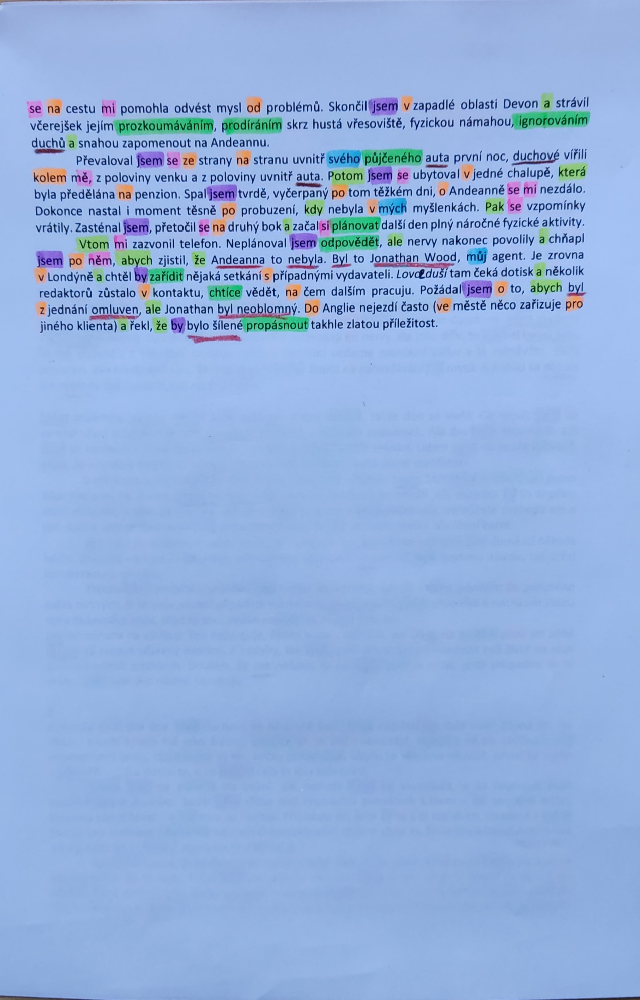 se na cestu mi pomohla odvést mysl od problémů. Skončil jsem v zapadlé oblasti Devon a strávil
včerejšek jejím prozkoumáváním, prodíráním skrz hustá vřesoviště, fyzickou námahou, ignorováním
duchů a snahou zapomenout na Andeannu.
Převaloval jsem se ze strany na stranu uvnitř svého půjčeného auta první noc, duchové vířili
kolem mě, z poloviny venku a z poloviny uvnitř auta. Potom jsem se ubytoval v jedné chalupě, která
byla předělána na penzion. Spal jsem tvrdě, vyčerpaný po tom těžkém dni, o Andeanně se mi nezdálo.
Dokonce nastal i moment těsně po probuzení, kdy nebyla v mých myšlenkách. Pak se vzpomínky
vrátily. Zasténal jsem, přetočil se na druhý bok a začal si plánovat další den plný náročné fyzické aktivity.
Vtom mi zazvonil telefon. Neplánoval jsem odpovědět, ale nervy nakonec povolily a chňapl
jsem po něm, abych zjistil, že Andeanna to nebyla. Byl to Jonathan Wood, můj agent. Je zrovna
v Londýně a chtěl by zařídit nějaká setkání s případnými vydavateli. duší tam čeká dotisk a několik
redaktorů zůstalo v kontaktu, chtíce vědět, na čem dalším pracuju. Požádal jsem o to, abych byl
z jednání omluven, ale Jonathan byl neoblomný. Do Anglie nejezdí často (ve městě něco zařizuje pro
jiného klienta) a řekl, že by bylo šílené propásnout takhle zlatou příležitost.